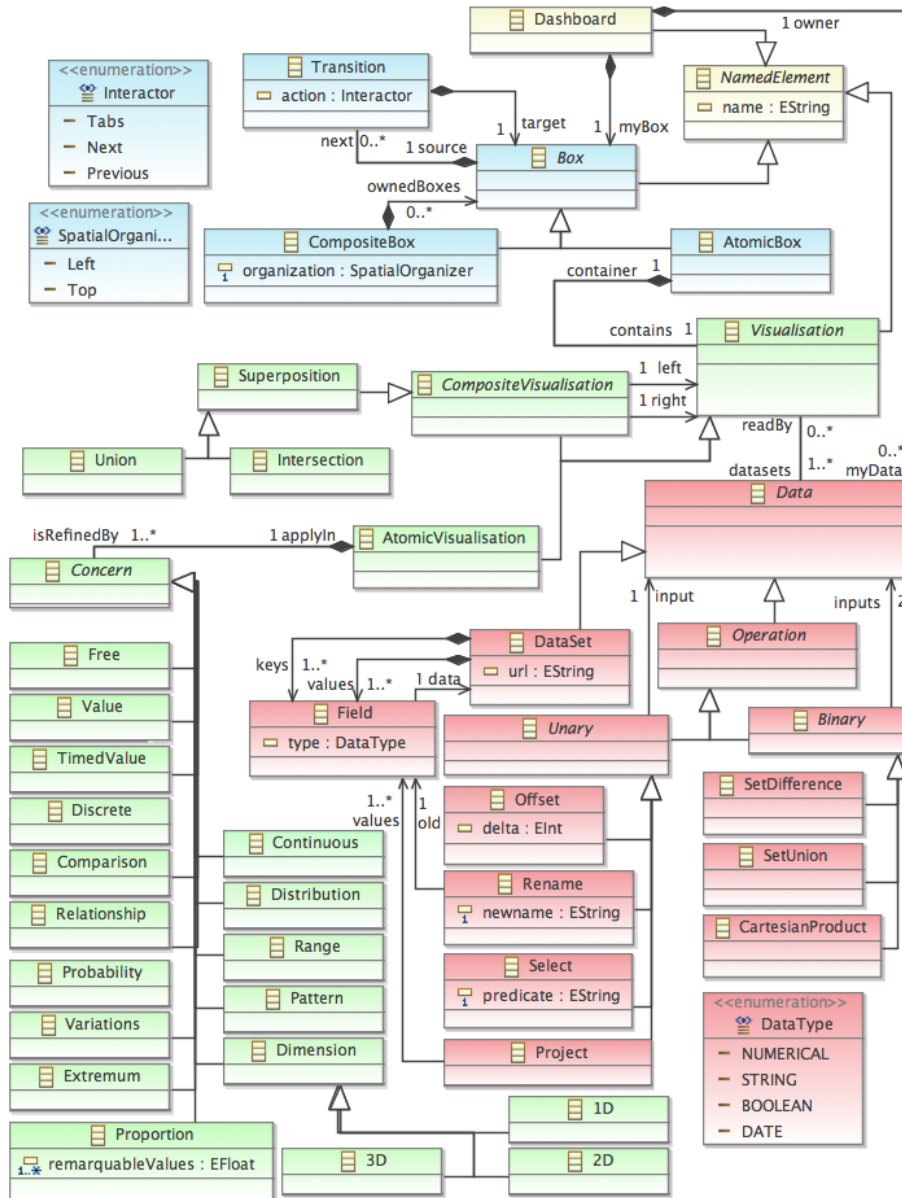 Dashboard
1 owner
<<enumeration>>
Interactor
Tabs
Next
Previous
Transition
action : Interactor
NamedElement
name : EString
next 0..*
1 source
1 target
1 myBox
Box
ownedBoxes
0..*
<<enumeration>>
SpatialOrgani...
Left
Top
CompositeBox
1 organization : SpatialOrganizer
AtomicBox
container 1
contains 1
Visualisation
Superposition
CompositeVisualisation
1 left
1 right
readBy
0..*
Union
Intersection
datasets
1..*
0..*
myData
Data
isRefinedBy 1..*
1 applyIn
AtomicVisualisation
Concern
1 input
inputs 2
Operation
DataSet
url : EString
keys
1..*
values
1..*
1 data
Free
Value
TimedValue
Discrete
Comparison
Relationship
Probability
Variations
Extremum
Proportion
1..* remarquableValues : EFloat
Field
type : DataType
Unary
Binary
1..*
values
1
old
Offset
delta : EInt
SetDifference
Continuous
Distribution
Range
Pattern
Dimension
Rename
1 newname : EString
SetUnion
Select
1 predicate : EString
CartesianProduct
Project
<<enumeration>>
DataType
NUMERICAL
STRING
BOOLEAN
DATE
1D
3D
2D